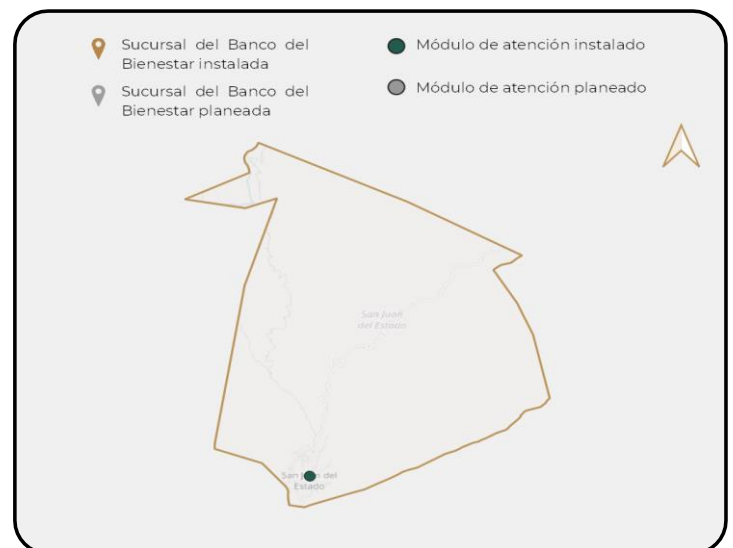 Sucursal del Banco del
Bienestar instalada
Sucursal del Banco del
Bienestar planeada
Módulo de atención instalado
Módulo de atención planeado
San Juan
del Estado
San Juan del
Estado